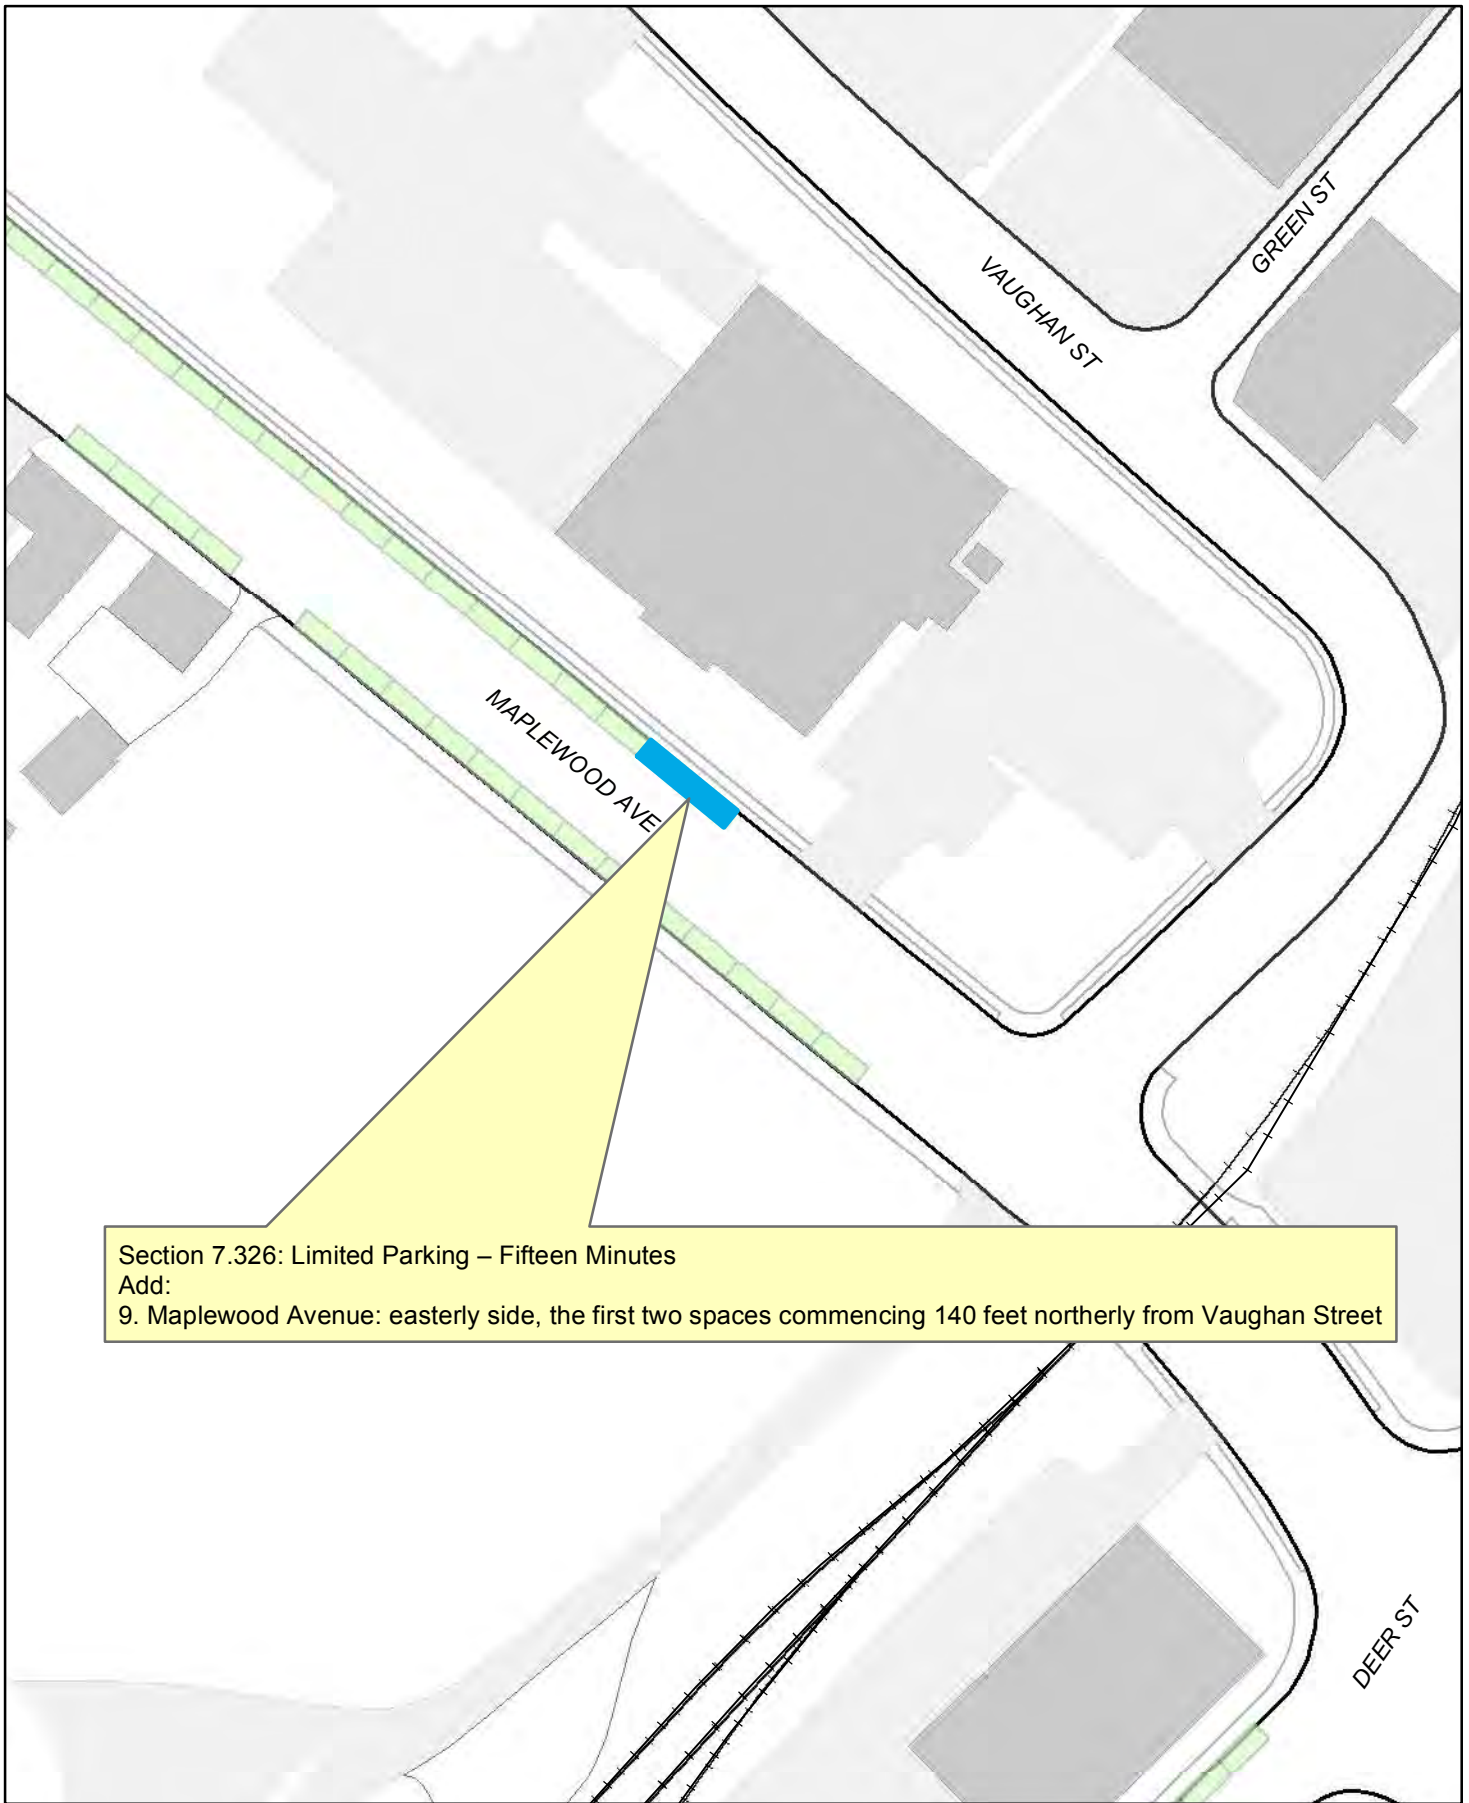 GREEN ST
VAUGHAN ST
MAPLEWOOD AVE
Section 7.326: Limited Parking – Fifteen Minutes
Add:
9. Maplewood Avenue: easterly side, the first two spaces commencing 140 feet northerly from Vaughan Street
DEER ST